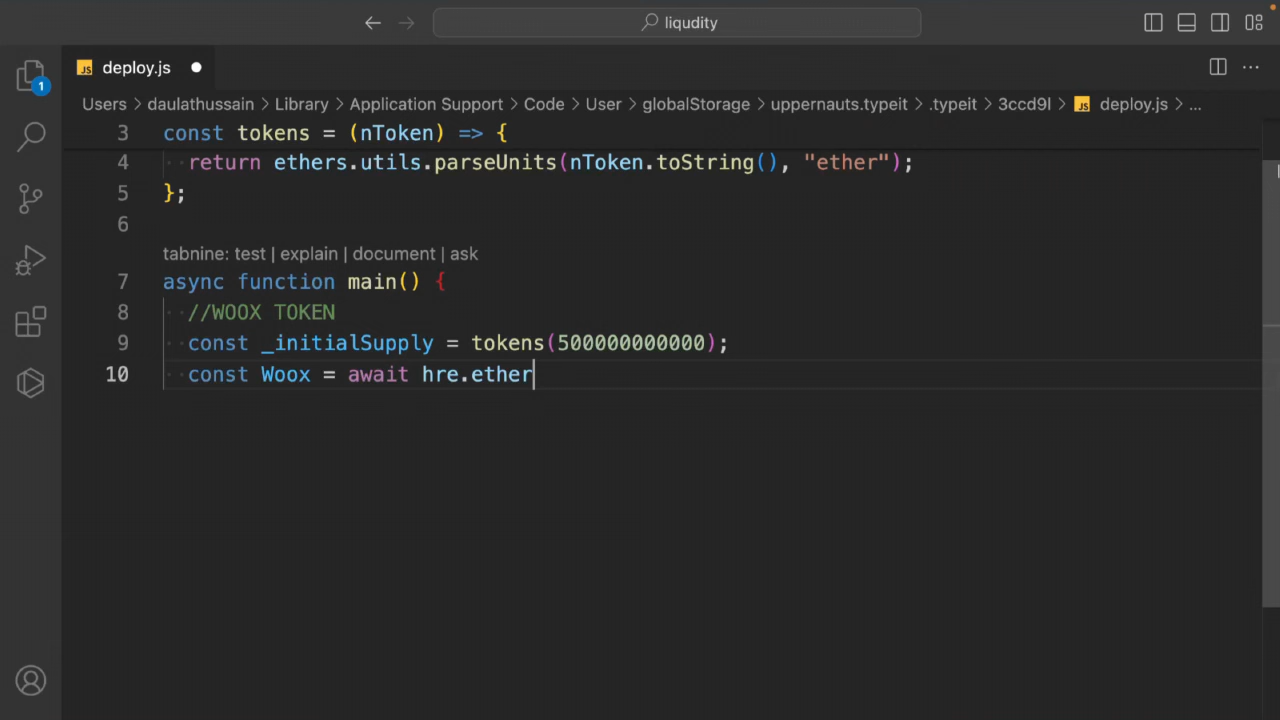 liqudity
deploy.js
Users > daulathussain > Library > Application Support > Code > User > globalStorage > uppernauts.typeit > .typeit > 3ccd9l > JS deploy.js > ...
3 const tokens = (nToken) => {
4 return ethers.utils.parseUnits(nToken.toString(), "ether");
5 };
6
tabnine: test | explain | document | ask
7 async function main() {
8 //WOOX TOKEN
9 const _initialSupply = tokens(500000000000);
10 const Woox = await hre.ether
1